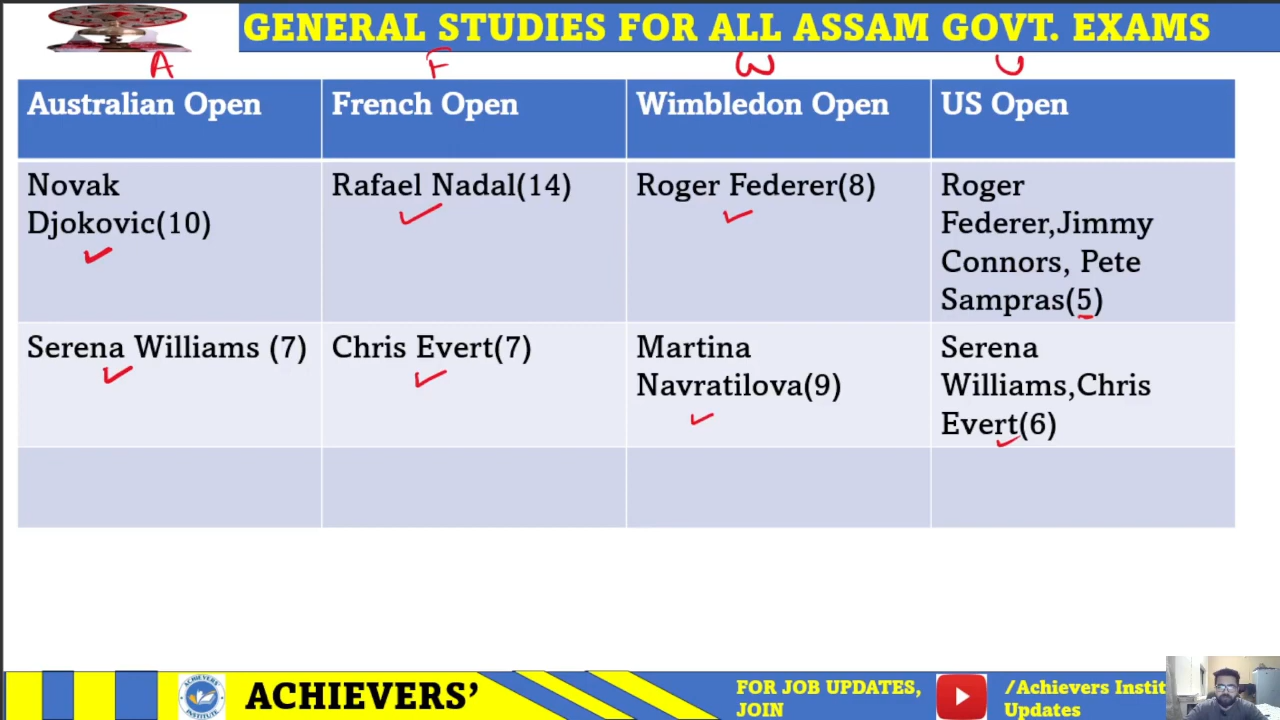 GENERAL STUDIES FOR ALL ASSAM GOVT. EXAMS
A F W U
Australian Open
French Open
Wimbledon Open
US Open
Novak
Djokovic(10)
Rafael Nadal(14)
Roger Federer(8)
Roger
Federer,Jimmy
Connors, Pete
Sampras(5)
Serena Williams (7)
Chris Evert(7)
Martina
Navratilova(9)
Serena
Williams,Chris
Evert(6)
ACHIEVERS'
INSTITUTE
ACHIEVERS’
FOR JOB UPDATES,
JOIN
/Achievers Instit
Updates